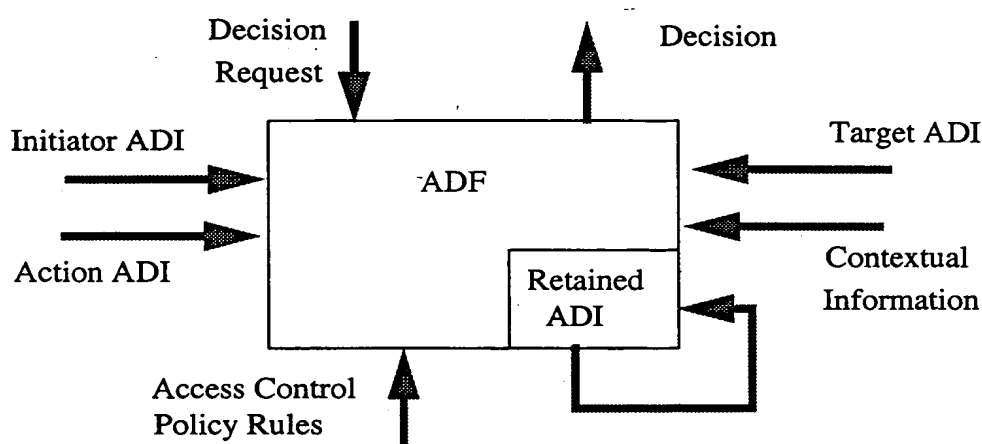 Decision
Request
Decision
Initiator ADI
Target ADI
ADF
Action ADI
Contextual
Information
Retained
ADI
Access Control
Policy Rules